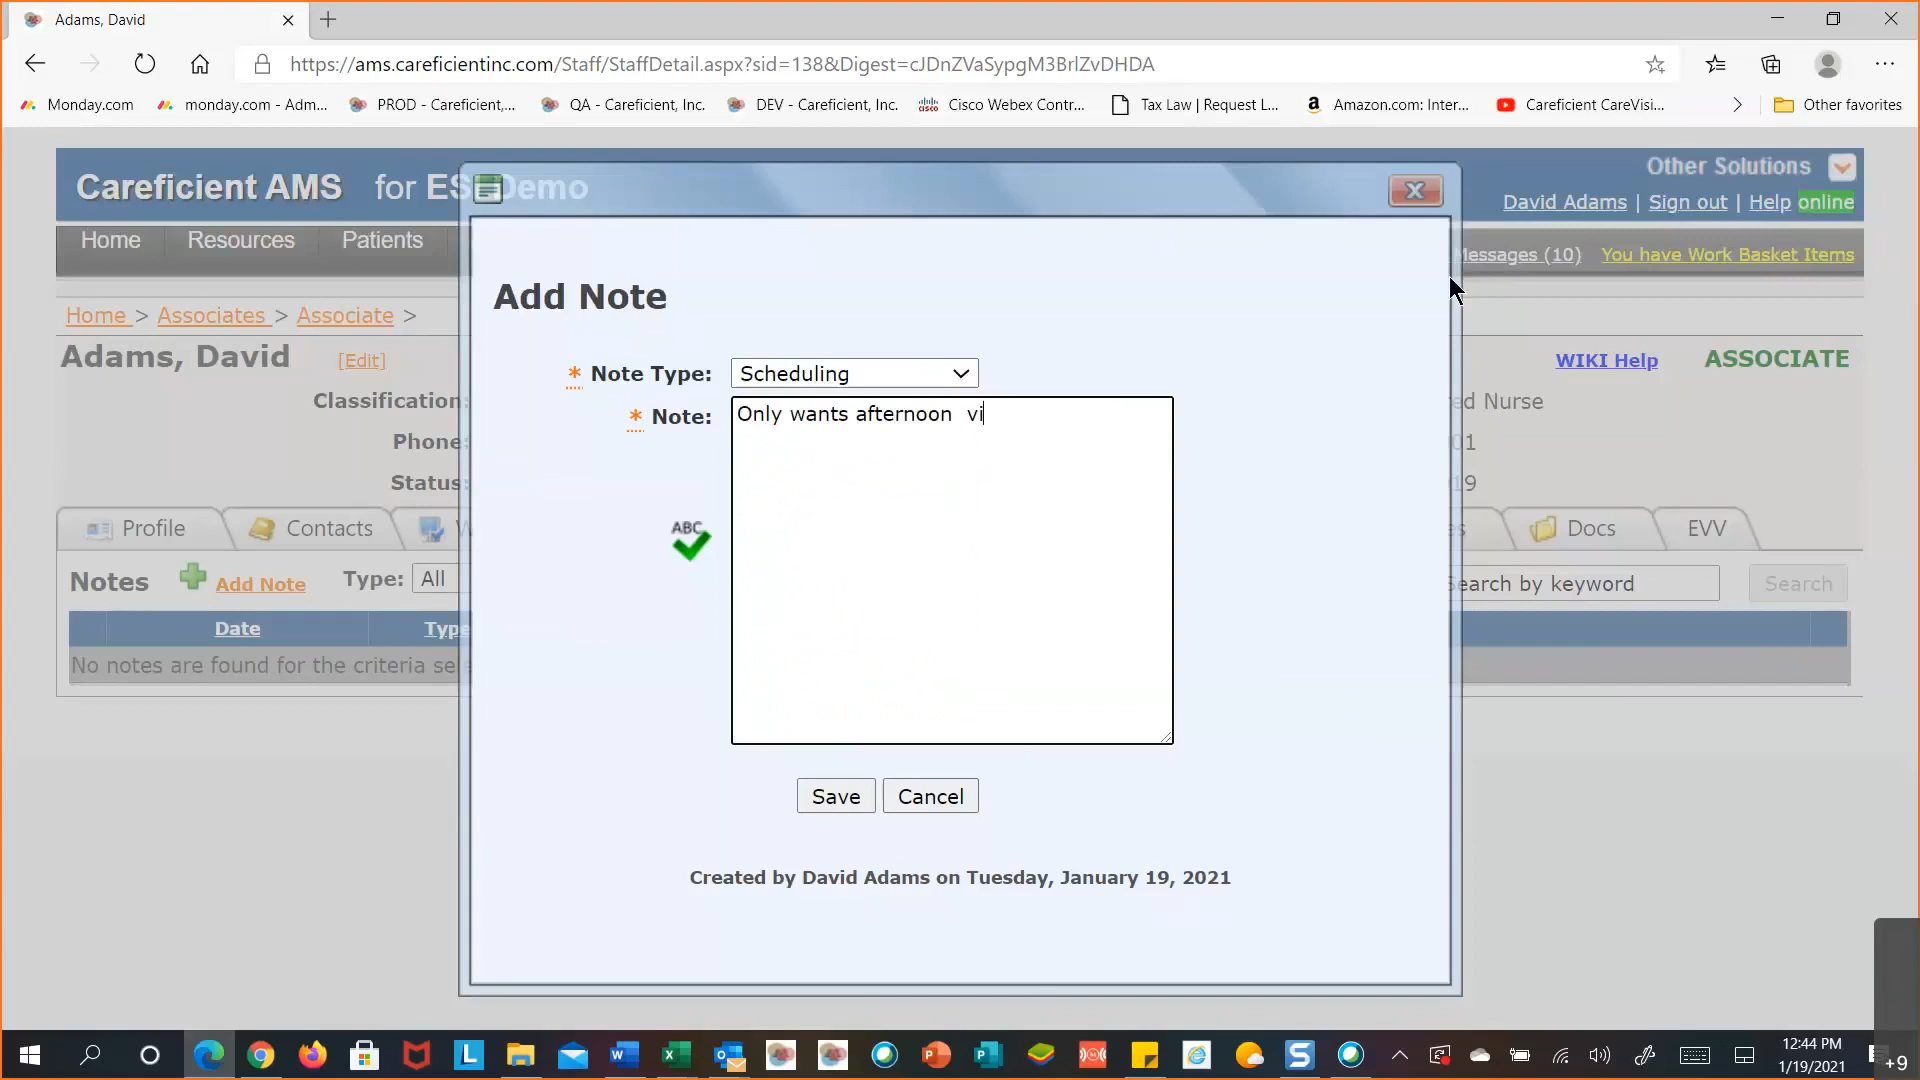 Adams, David
https://ams.careficientinc.com/Staff/StaffDetail.aspx?sid=138&Digest=cJDnZVaSypgM3BrlZvDHDA
Monday.com
monday.com - Adm...
PROD - Careficient,...
QA - Careficient, Inc.
DEV - Careficient, Inc.
Cisco Webex Contr...
Tax Law | Request L...
Amazon.com: Inter...
Careficient CareVisi...
Other favorites
Careficient AMS for ES Demo
Other Solutions
David Adams | Sign out | Help online
Home Resources Patients
Messages (10) You have Work Basket Items
Home > Associates > Associate >
Adams, David [Edit]
WIKI Help ASSOCIATE
Classification:
Phone:
Status:
Nurse
Profile Contacts
Docs EVV
Notes Add Note Type: All
Search by keyword Search
Date Type
No notes are found for the criteria
Add Note
* Note Type: Scheduling
* Note: Only wants afternoon  vi
ABC
Save Cancel
Created by David Adams on Tuesday, January 19, 2021
12:44 PM
1/19/2021
+9